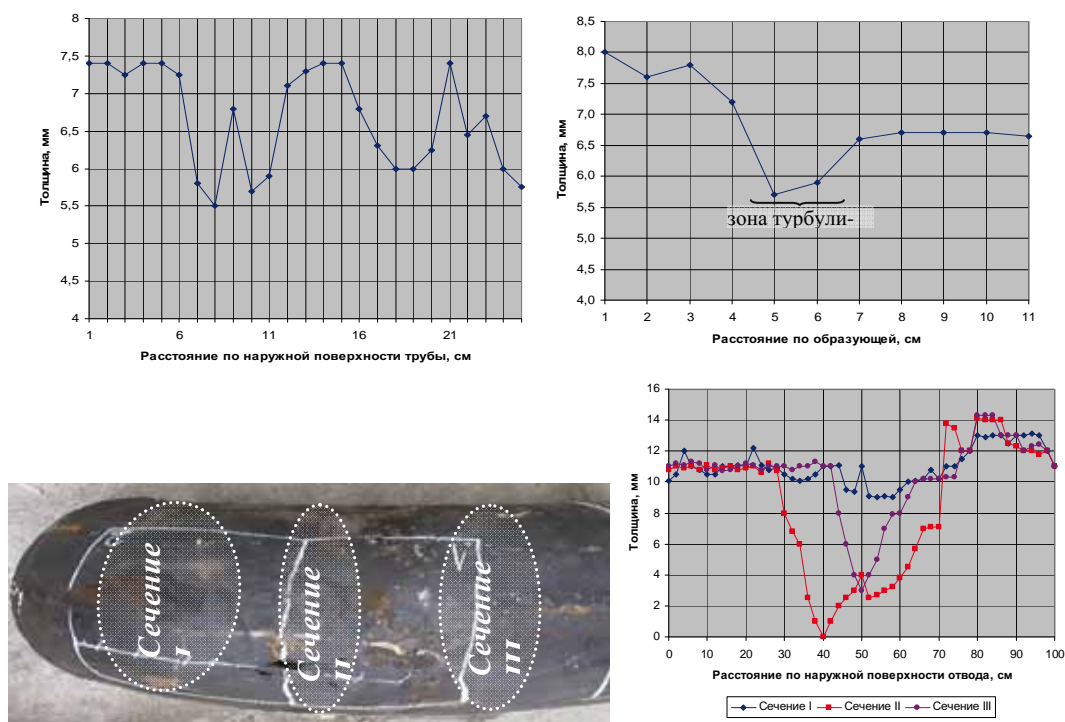 8
7,5
7
6,5
6
5,5
5
4,5
4
Толщина, мм
1 6 11 16 21
Расстояние по наружной поверхности трубы, см
8,5
8,0
7,5
7,0
6,5
6,0
5,5
5,0
4,5
4,0
Толщина, мм
зона турбули-
1 2 3 4 5 6 7 8 9 10 11
Расстояние по образующей, см
Сечение
I
Сечение
II
Сечение
III
16
14
12
10
8
6
4
2
0
Толщина, мм
0 10 20 30 40 50 60 70 80 90 100
Расстояние по наружной поверхности отвода, см
Сечение I Сечение II Сечение III